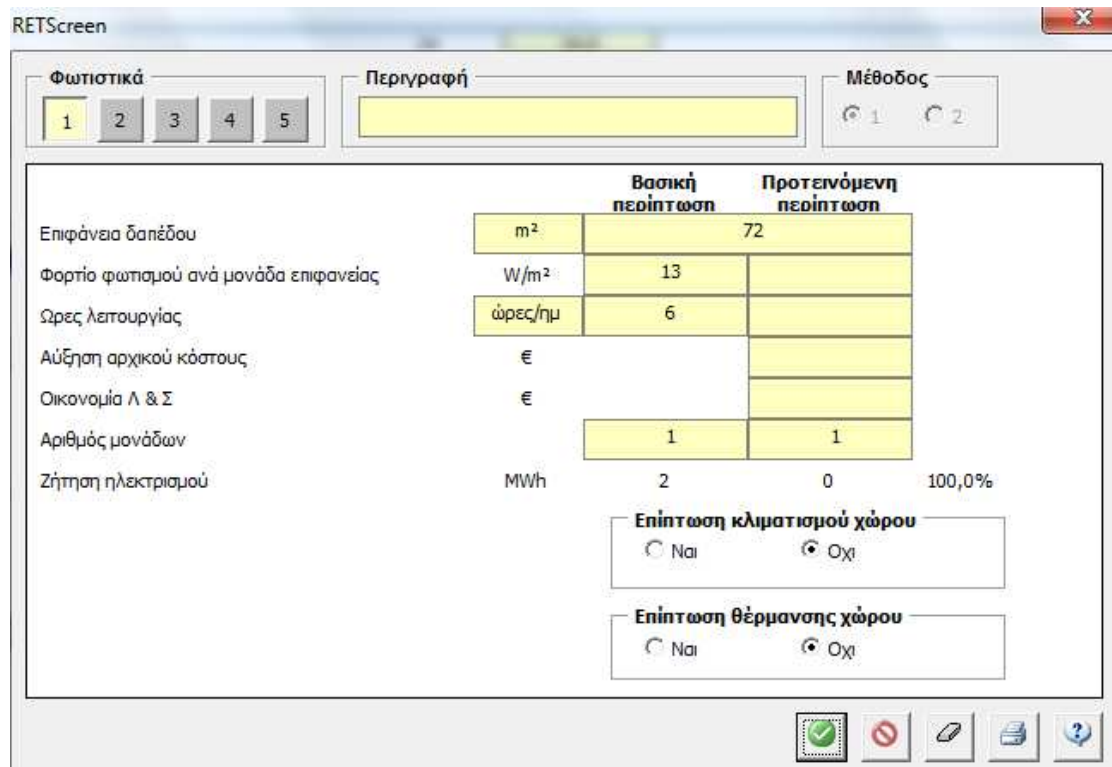 RETScreen
Φωτιστικά
Περιγραφή
Μέθοδος
1 2 3 4 5
1 2
Βασική περίπτωση
Προτεινόμενη περίπτωση
Επιφάνεια δαπέδου m² 72
Φορτίο φωτισμού ανά μονάδα επιφανείας W/m² 13
Ωρες λειτουργίας ώρες/ημ 6
Αύξηση αρχικού κόστους €
Οικονομία Λ & Σ €
Αριθμός μονάδων 1 1
Ζήτηση ηλεκτρισμού MWh 2 0 100,0%
Επίπτωση κλιματισμού χώρου
Ναι Οχι
Επίπτωση θέρμανσης χώρου
Ναι Οχι